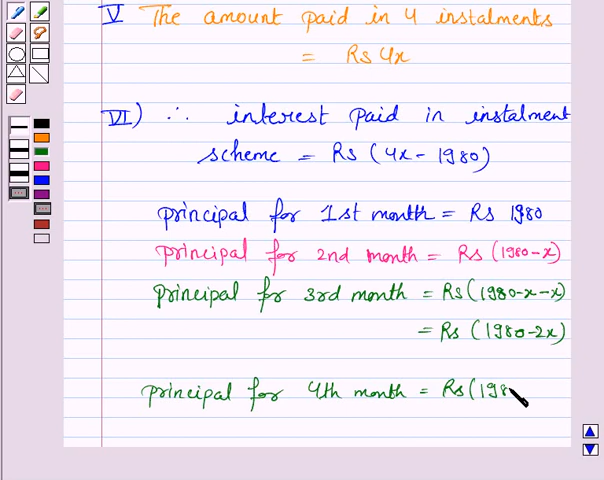 V The amount paid in 4 instalments
= Rs 4x
VI) ∴ interest paid in instalment
scheme = Rs (4x - 1980)
principal for 1st month = Rs 1980
principal for 2nd month = Rs (1980-x)
principal for 3rd month = Rs (1980-x-x)
= Rs (1980-2x)
principal for 4th month = Rs (198